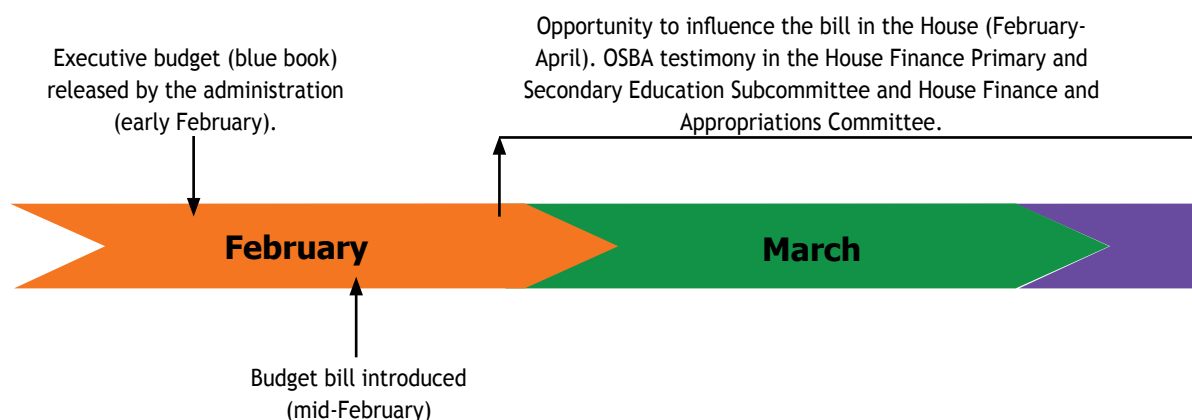 Executive budget (blue book)
released by the administration
(early February).
Opportunity to influence the bill in the House (February-
April). OSBA testimony in the House Finance Primary and
Secondary Education Subcommittee and House Finance and
Appropriations Committee.
February
March
Budget bill introduced
(mid-February)